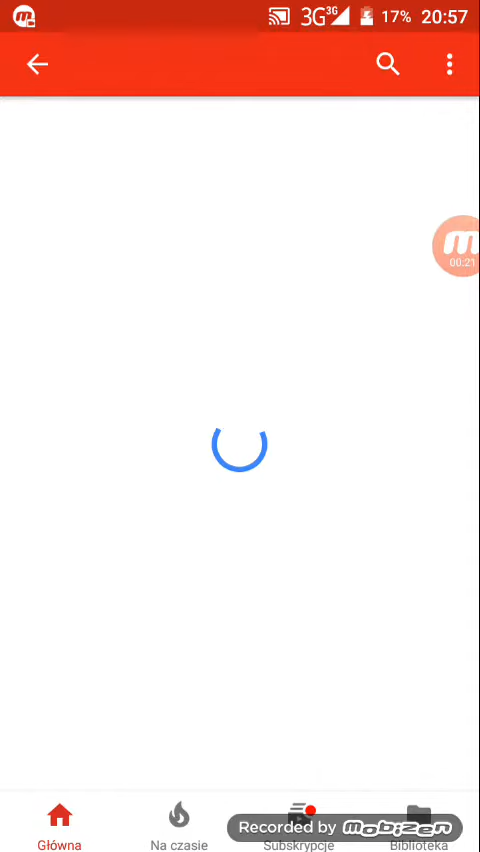 3G 3G 17% 20:57
00:21
Główna Na czasie Subskrypcje Biblioteka
Recorded by mobizen